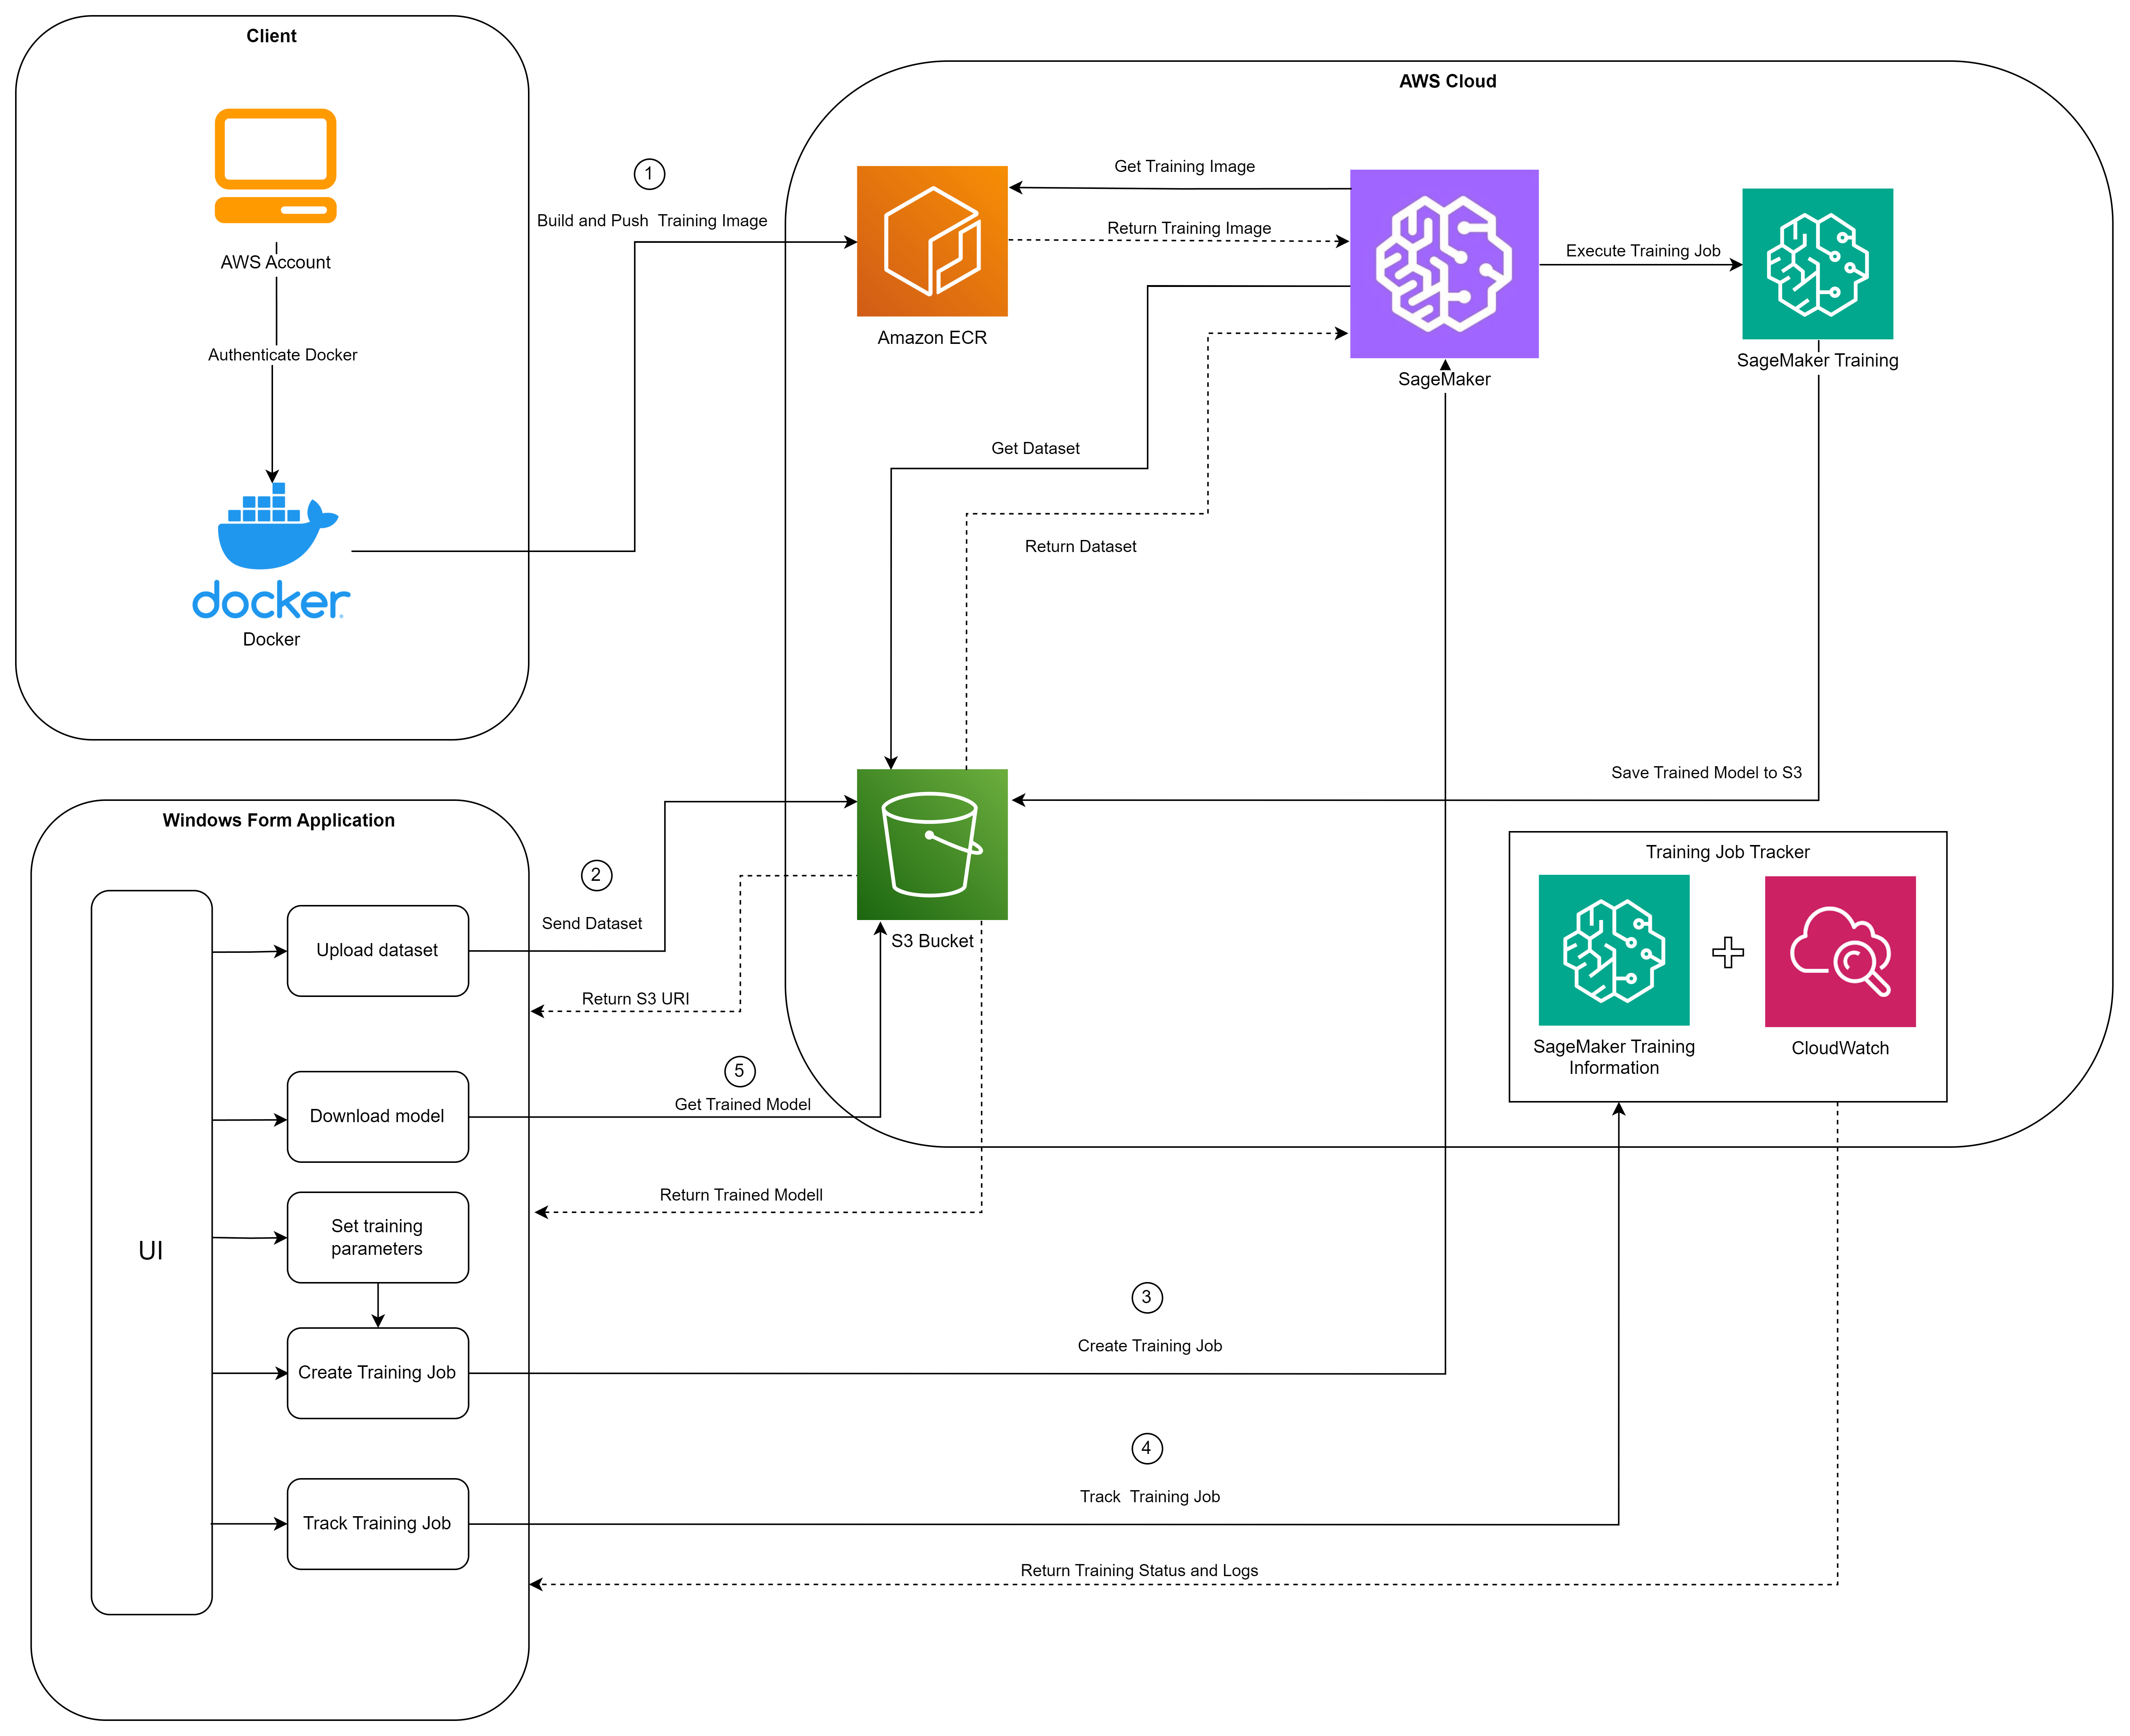 Client
AWS Account
Authenticate Docker
docker
Docker
1
Build and Push Training Image
AWS Cloud
Amazon ECR
Get Training Image
Return Training Image
SageMaker
Execute Training Job
SageMaker Training
Get Dataset
Return Dataset
Save Trained Model to S3
S3 Bucket
Training Job Tracker
SageMaker Training
Information
CloudWatch
Windows Form Application
UI
Upload dataset
Download model
Set training
parameters
Create Training Job
Track Training Job
2
Send Dataset
Return S3 URI
5
Get Trained Model
Return Trained Modell
3
Create Training Job
4
Track Training Job
Return Training Status and Logs